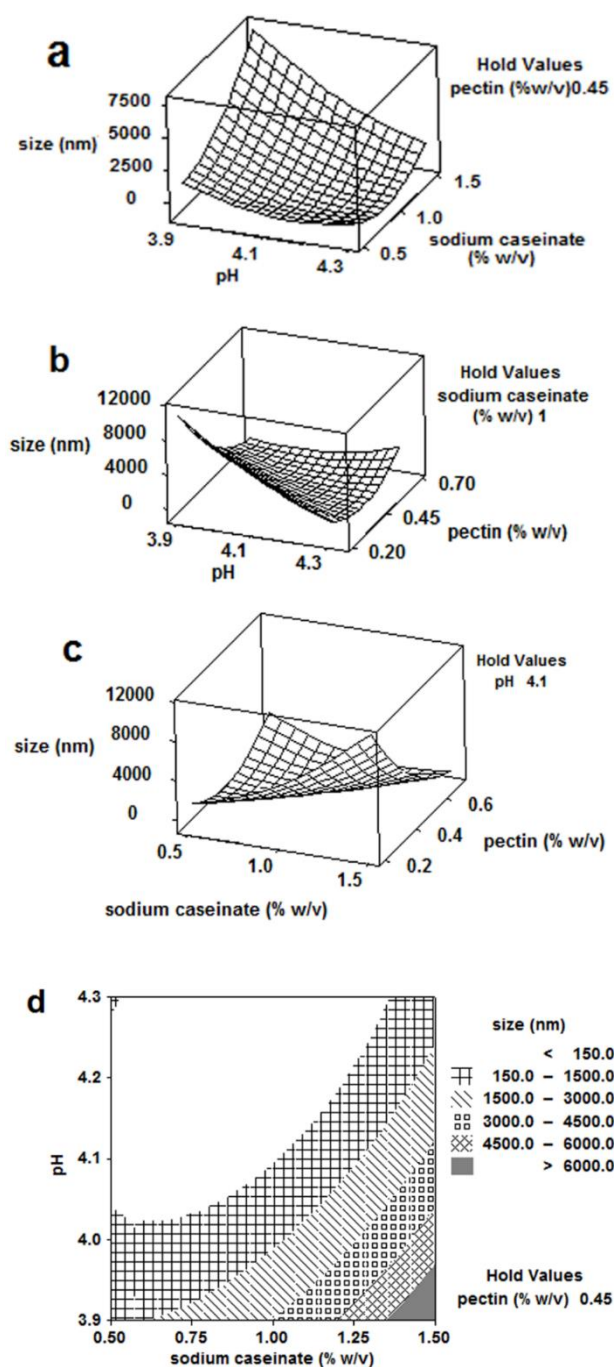 a
Hold Values
pectin (%w/v)0.45
7500
5000
size (nm)
2500
0
3.9
4.1
4.3
pH
0.5
1.0
1.5
sodium caseinate
(% w/v)
b
Hold Values
sodium caseinate
(% w/v) 1
12000
8000
size (nm)
4000
0
3.9
4.1
4.3
pH
0.20
0.45
0.70
pectin (% w/v)
c
Hold Values
pH 4.1
12000
8000
size (nm)
4000
0
0.5
1.0
1.5
sodium caseinate (% w/v)
0.2
0.4
0.6
pectin (% w/v)
d
4.3
4.2
4.1
pH
4.0
3.9
0.50 0.75 1.00 1.25 1.50
sodium caseinate (% w/v)
size (nm)
< 150.0
150.0 – 1500.0
1500.0 – 3000.0
3000.0 – 4500.0
4500.0 – 6000.0
> 6000.0
Hold Values
pectin (% w/v) 0.45